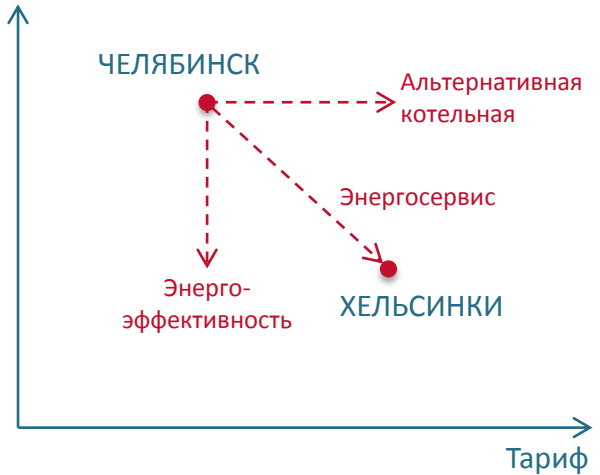 ЧЕЛЯБИНСК
Альтернативная
котельная
Энергосервис
Энерго-
эффективность
ХЕЛЬСИНКИ
Тариф